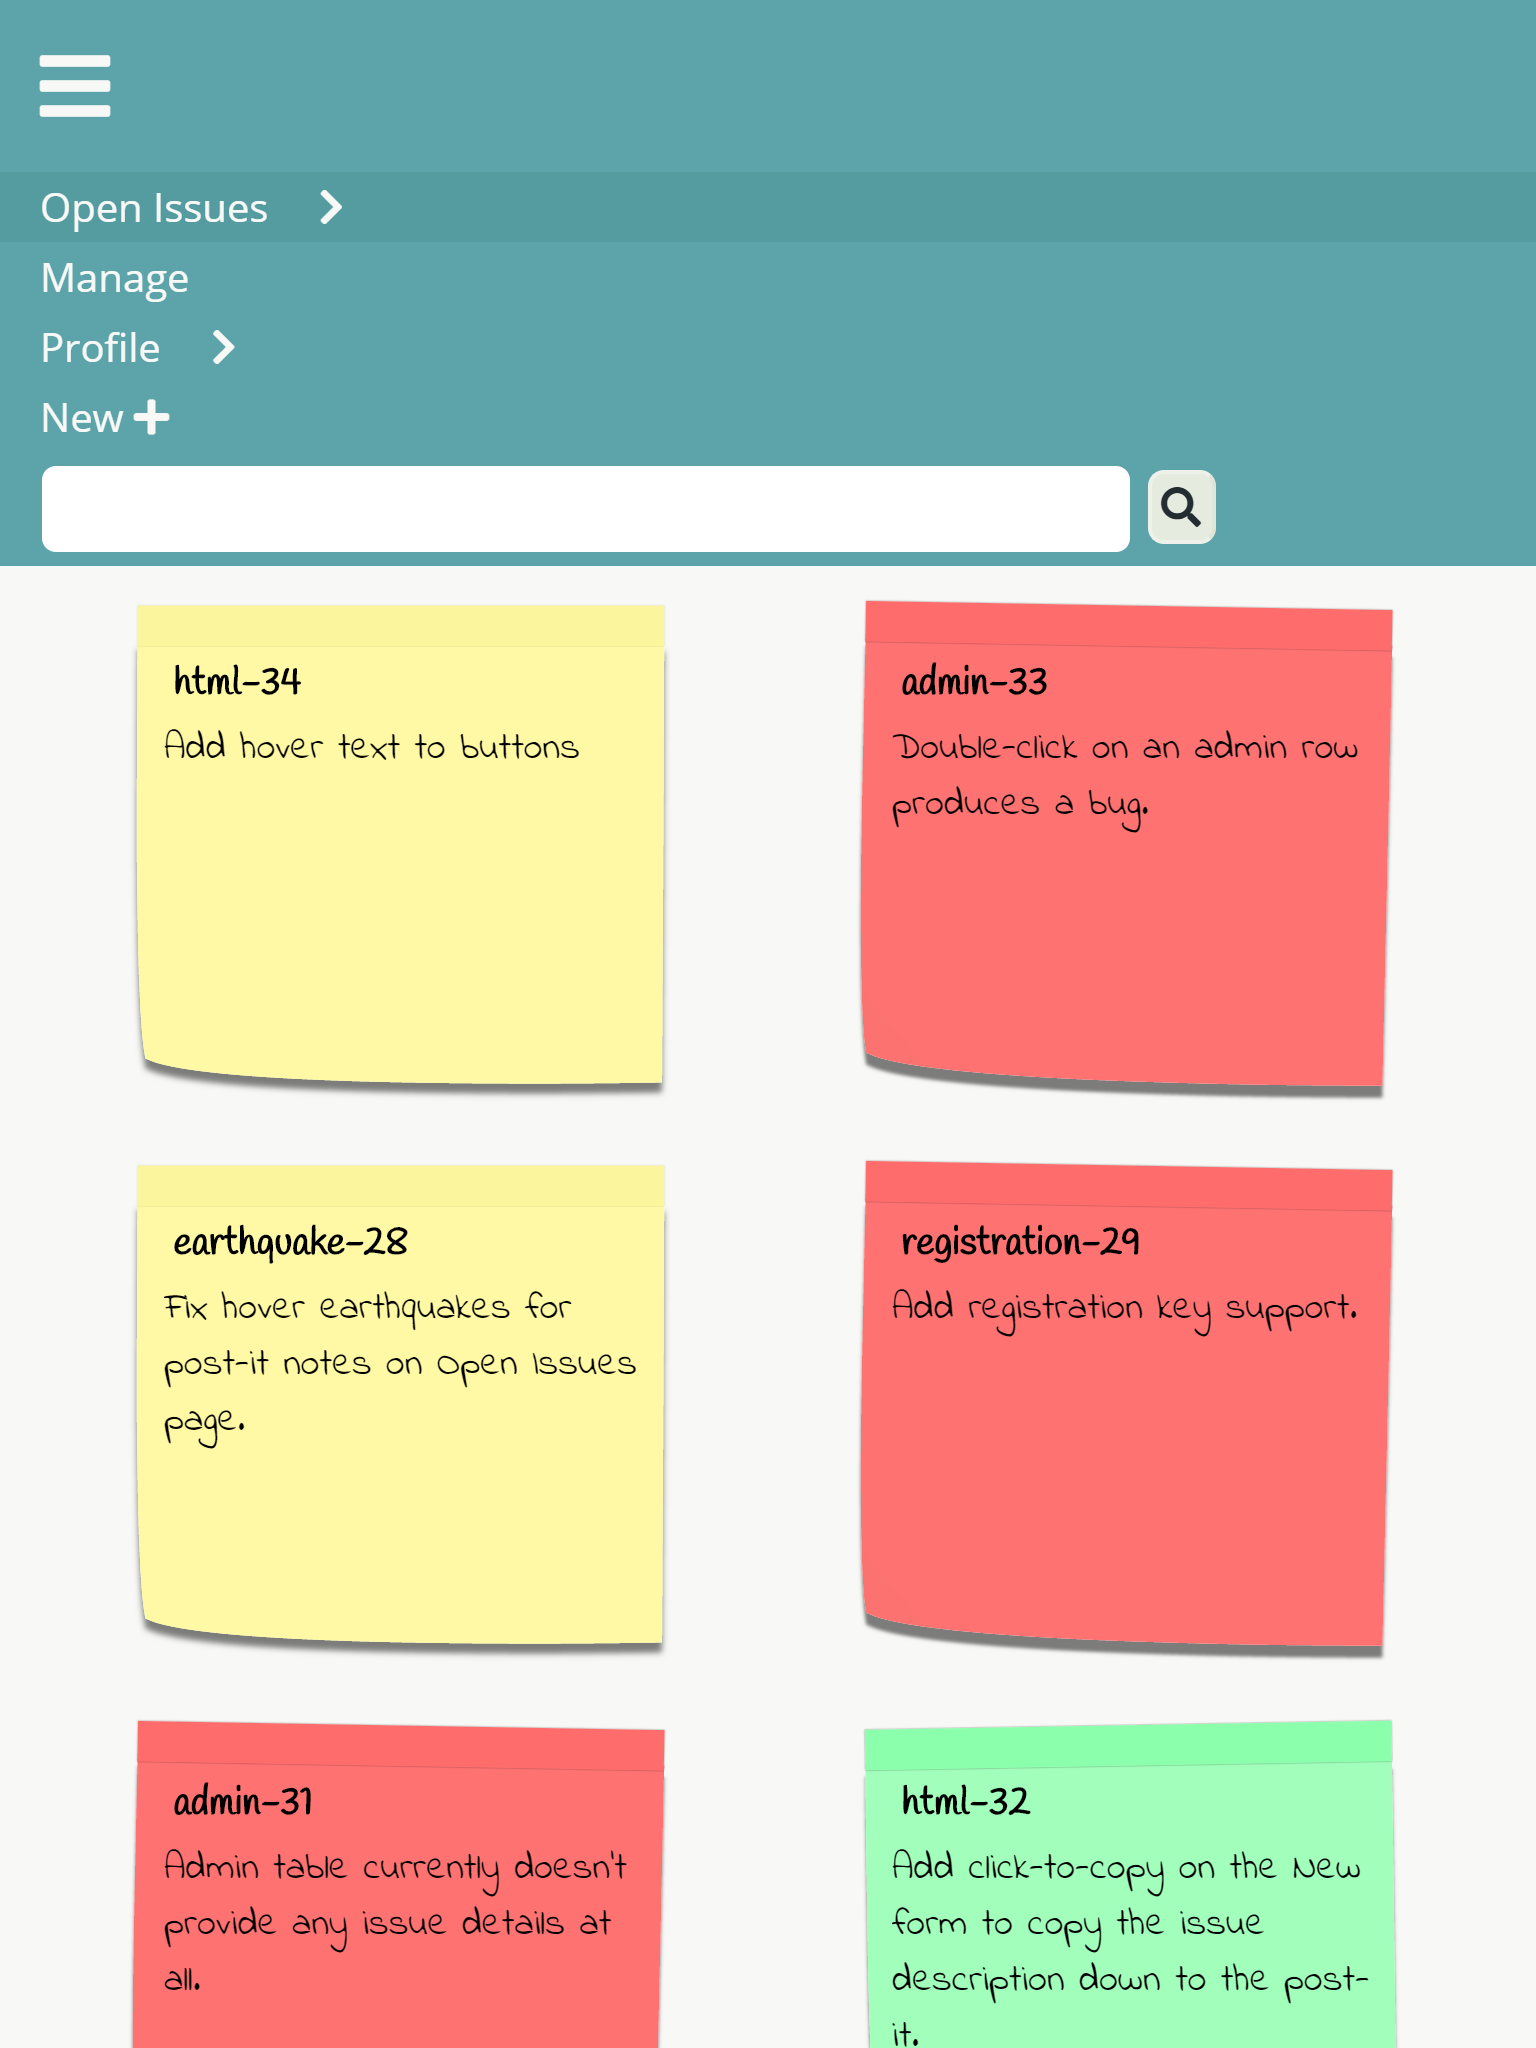 Open Issues
Manage
Profile
New
html-34
Add hover text to buttons
admin-33
Double-click on an admin row
produces a bug.
earthquake-28
Fix hover earthquakes for
post-it notes on Open Issues
page.
registration-29
Add registration key support.
admin-31
Admin table currently doesn't
provide any issue details at
all.
html-32
Add click-to-copy on the New
form to copy the issue
description down to the post-
it.